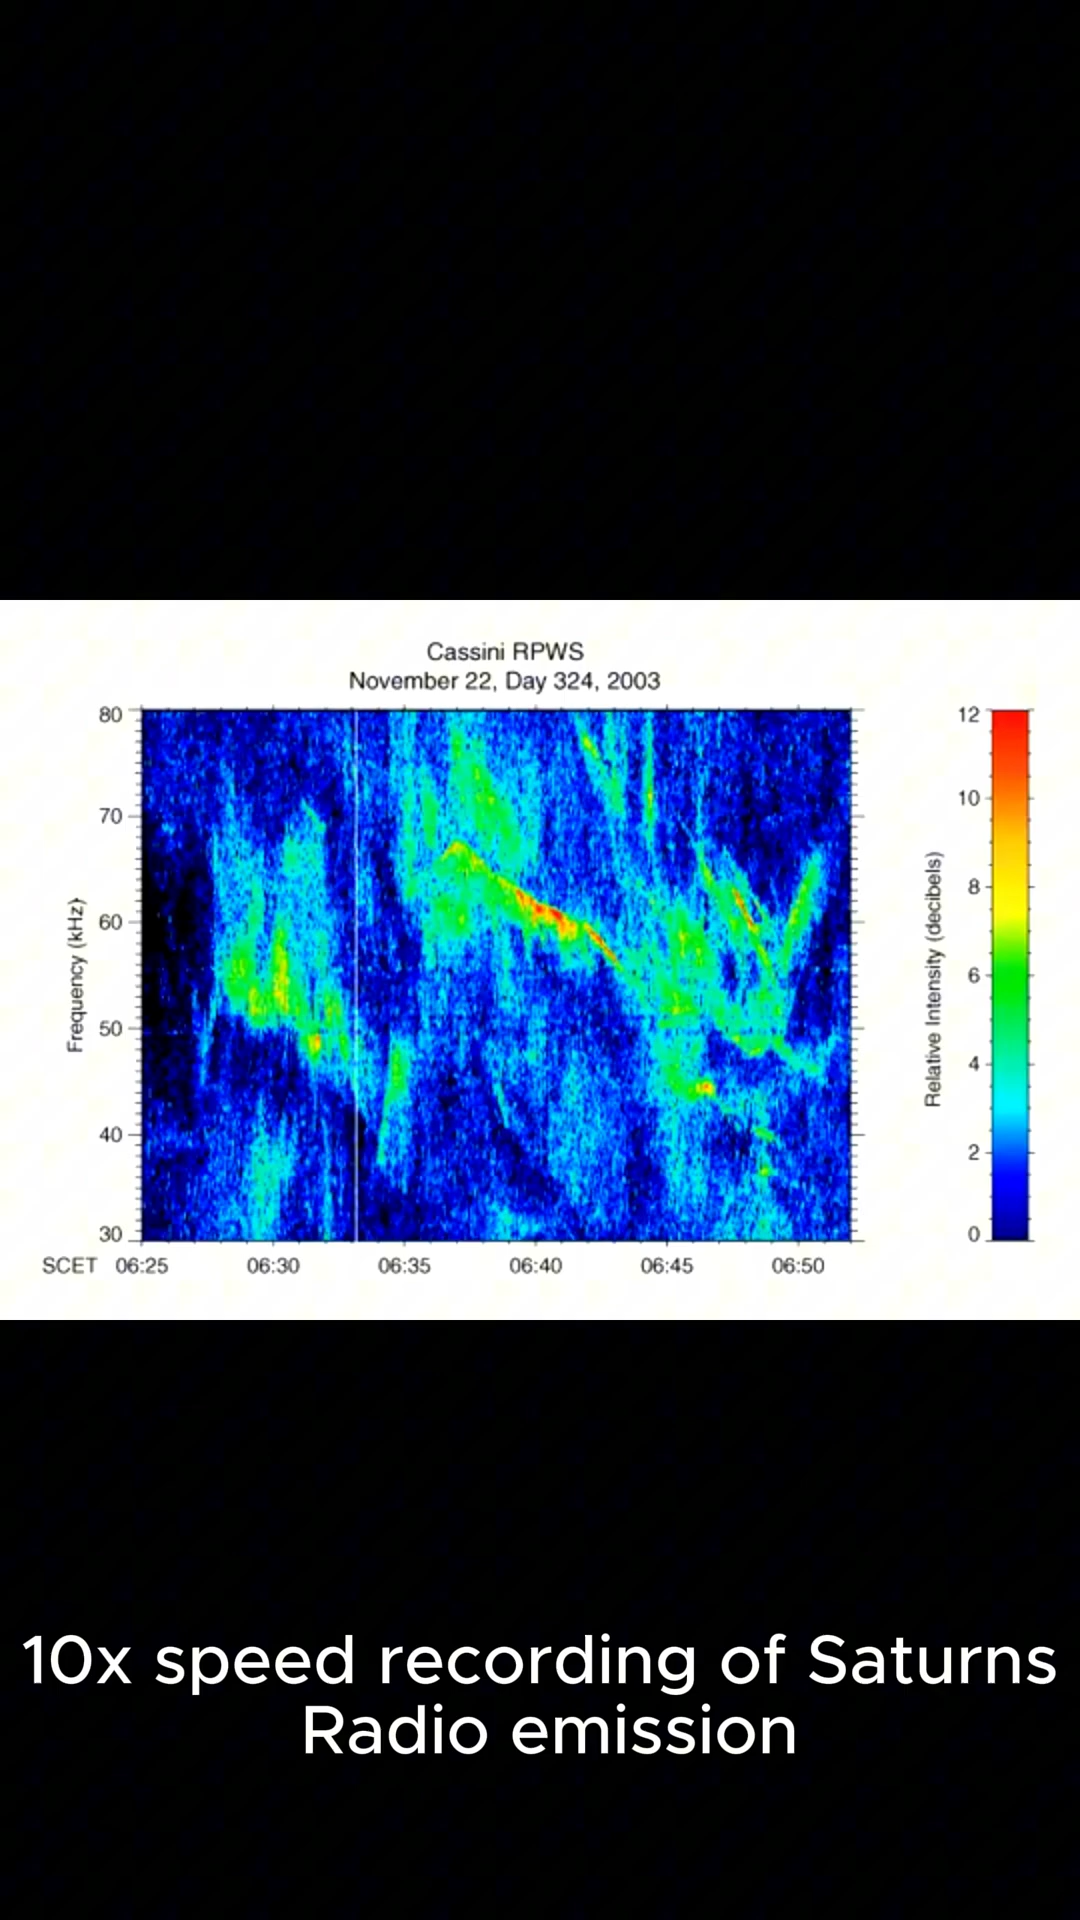 Cassini RPWS
November 22, Day 324, 2003
80
70
60
50
40
30
Frequency (kHz)
SCET 06:25 06:30 06:35 06:40 06:45 06:50
12
10
8
6
4
2
0
Relative Intensity (decibels)
10x speed recording of Saturns
Radio emission